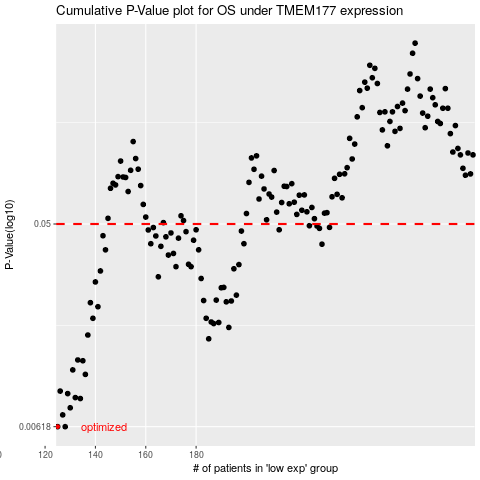 Cumulative P-Value plot for OS under TMEM177 expression
P-Value(log10)
0.05
0.00618
optimized
0 120 140 160 180
# of patients in 'low exp' group